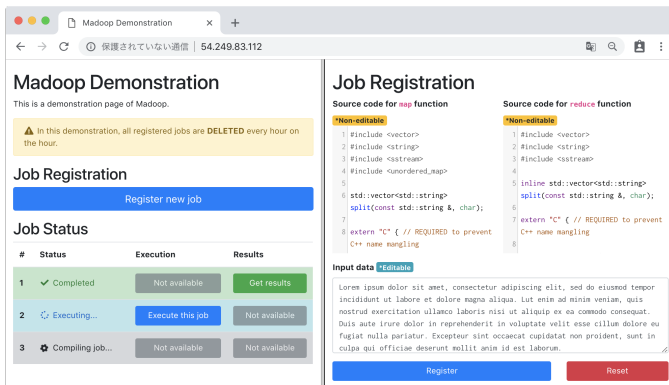 Madoop Demonstration
保護されていない通信 | 54.249.83.112
Madoop Demonstration
This is a demonstration page of Madoop.
In this demonstration, all registered jobs are DELETED every hour on
the hour.
Job Registration
Register new job
Job Status
# Status Execution Results
1 Completed Not available Get results
2 Executing... Execute this job Not available
3 Compiling job... Not available Not available
Job Registration
Source code for map function
*Non-editable
1 #include <vector>
2 #include <string>
3 #include <sstream>
4 #include <unordered_map>
5
6 std::vector<std::string>
split(const std::string &, char);
7
8 extern "C" { // REQUIRED to prevent
C++ name mangling
Source code for reduce function
*Non-editable
1 #include <vector>
2 #include <string>
3 #include <sstream>
4
5 inline std::vector<std::string>
split(const std::string &, char);
6
7 extern "C" { // REQUIRED to prevent
C++ name mangling
8
Input data *Editable
Lorem ipsum dolor sit amet, consectetur adipiscing elit, sed do eiusmod tempor
incididunt ut labore et dolore magna aliqua. Lut enim ad minim veniam, quis
nostrud exercitation ullamco laboris nisi ut aliquip ex ea commodo consequat.
Duis aute irure dolor in reprehenderit in voluptate velit esse cillum dolore eu
fugiat nulla pariatur. Excepteur sint occaecat cupidatat non proident, sunt in
culpa qui officiae deserunt mollit anim id est laborum.
Register Reset